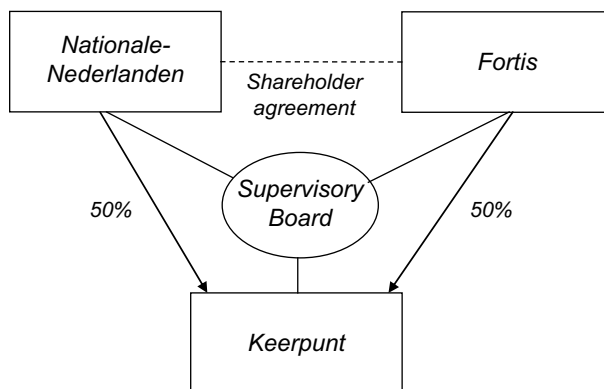 Nationale-
Nederlanden
Fortis
Shareholder
agreement
Supervisory
Board
50%
50%
Keerpunt